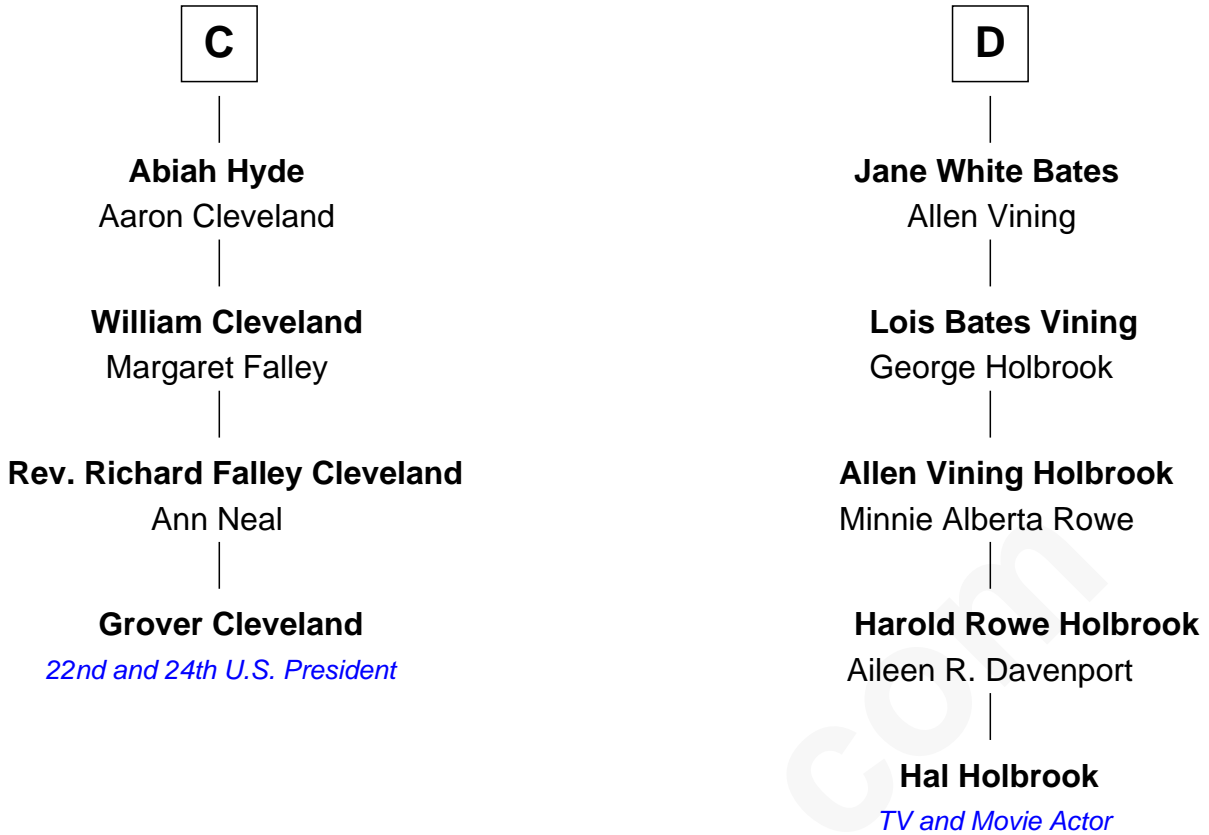 C
Abiah Hyde
Aaron Cleveland
William Cleveland
Margaret Falley
Rev. Richard Falley Cleveland
Ann Neal
Grover Cleveland
22nd and 24th U.S. President
D
Jane White Bates
Allen Vining
Lois Bates Vining
George Holbrook
Allen Vining Holbrook
Minnie Alberta Rowe
Harold Rowe Holbrook
Aileen R. Davenport
Hal Holbrook
TV and Movie Actor
com